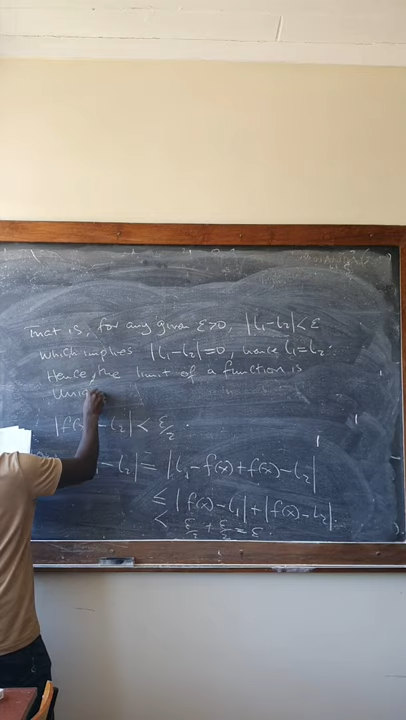 That is, for any given ε>0, |l₁-l₂|<ε
which implies |l₁-l₂|=0, hence l₁=l₂.
Hence, the limit of a function is
Uniq
|f(x)-l₂| < ε/2.
-l₂| = |l₁-f(x)+f(x)-l₂|
≤ |f(x)-l₁|+|f(x)-l₂|.
< ε/2 + ε/2 = ε.